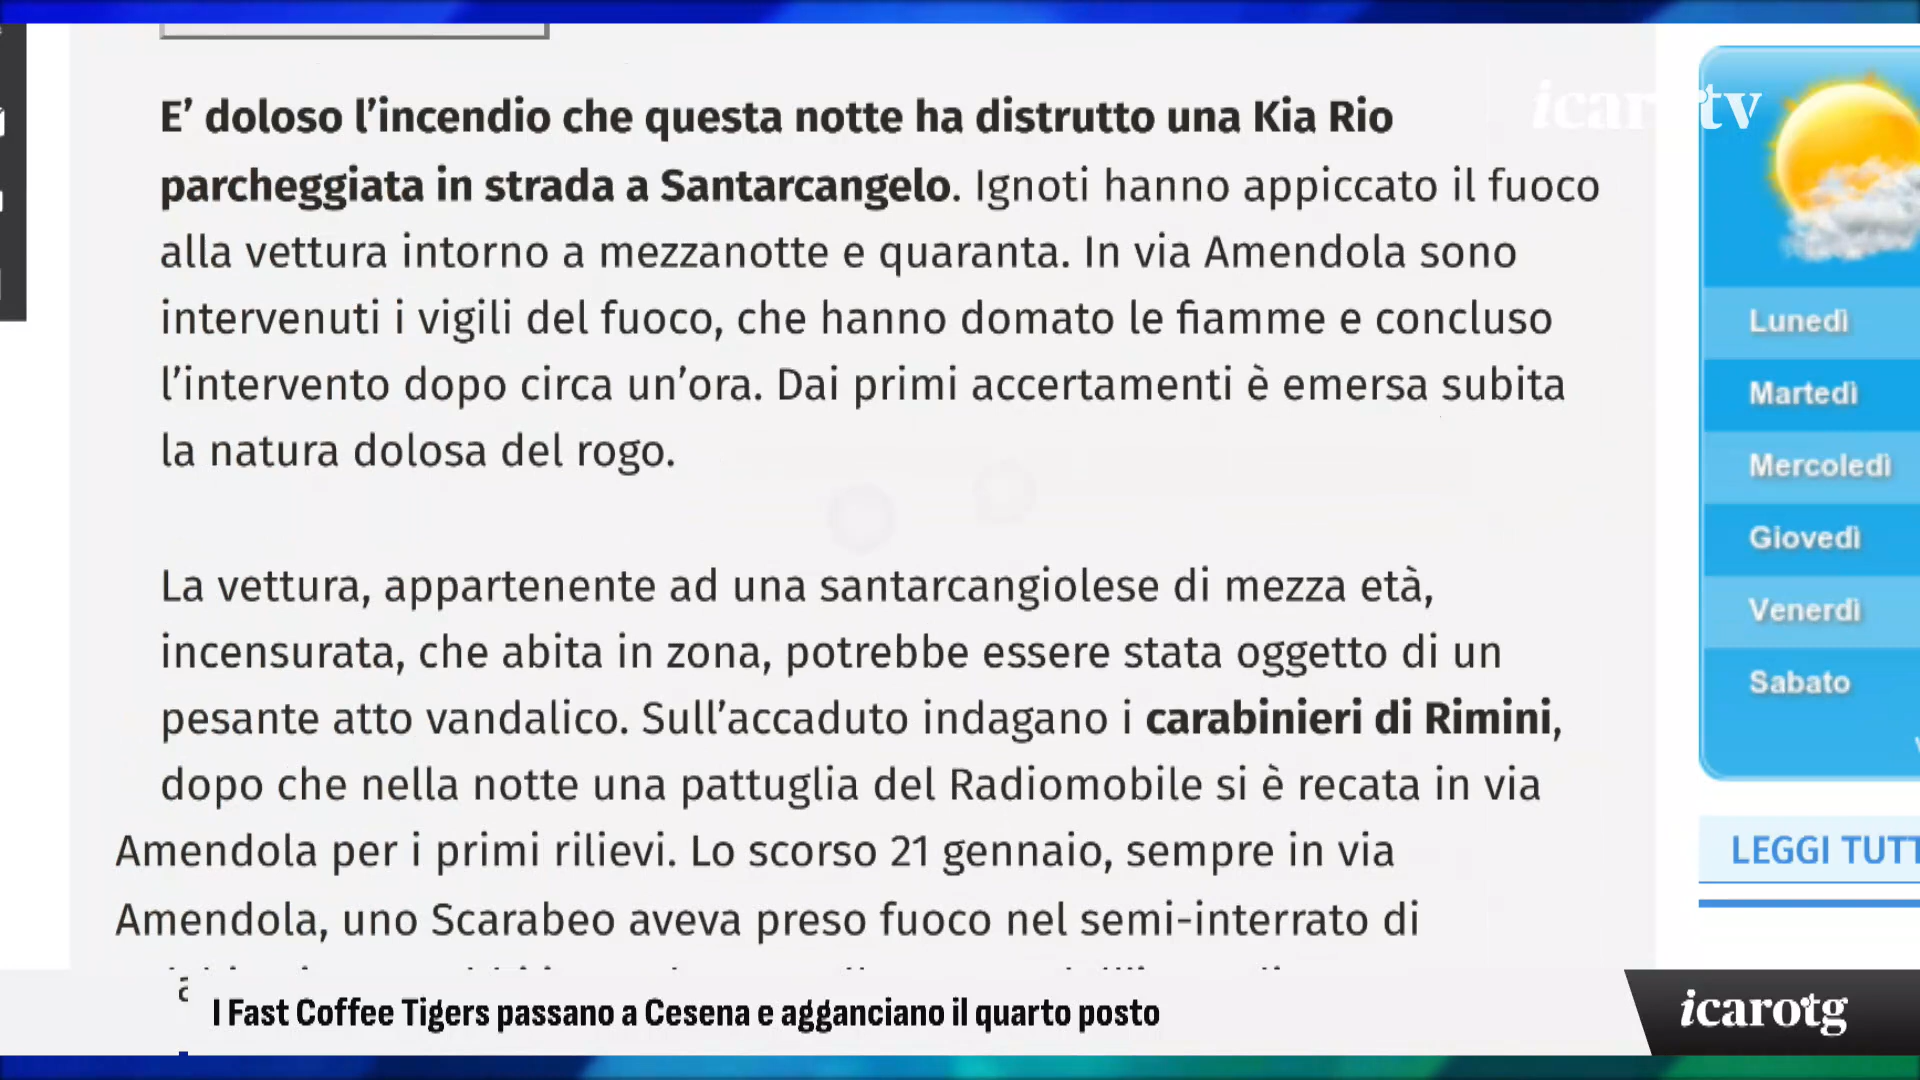 E’ doloso l’incendio che questa notte ha distrutto una Kia Rio
parcheggiata in strada a Santarcangelo. Ignoti hanno appiccato il fuoco
alla vettura intorno a mezzanotte e quaranta. In via Amendola sono
intervenuti i vigili del fuoco, che hanno domato le fiamme e concluso
l’intervento dopo circa un’ora. Dai primi accertamenti è emersa subita
la natura dolosa del rogo.
La vettura, appartenente ad una santarcangiolese di mezza età,
incensurata, che abita in zona, potrebbe essere stata oggetto di un
pesante atto vandalico. Sull’accaduto indagano i carabinieri di Rimini,
dopo che nella notte una pattuglia del Radiomobile si è recata in via
Amendola per i primi rilievi. Lo scorso 21 gennaio, sempre in via
Amendola, uno Scarabeo aveva preso fuoco nel semi-interrato di
icarotv
Lunedì
Martedì
Mercoledì
Giovedì
Venerdì
Sabato
LEGGI TUTT
I Fast Coffee Tigers passano a Cesena e agganciano il quarto posto
icarotg